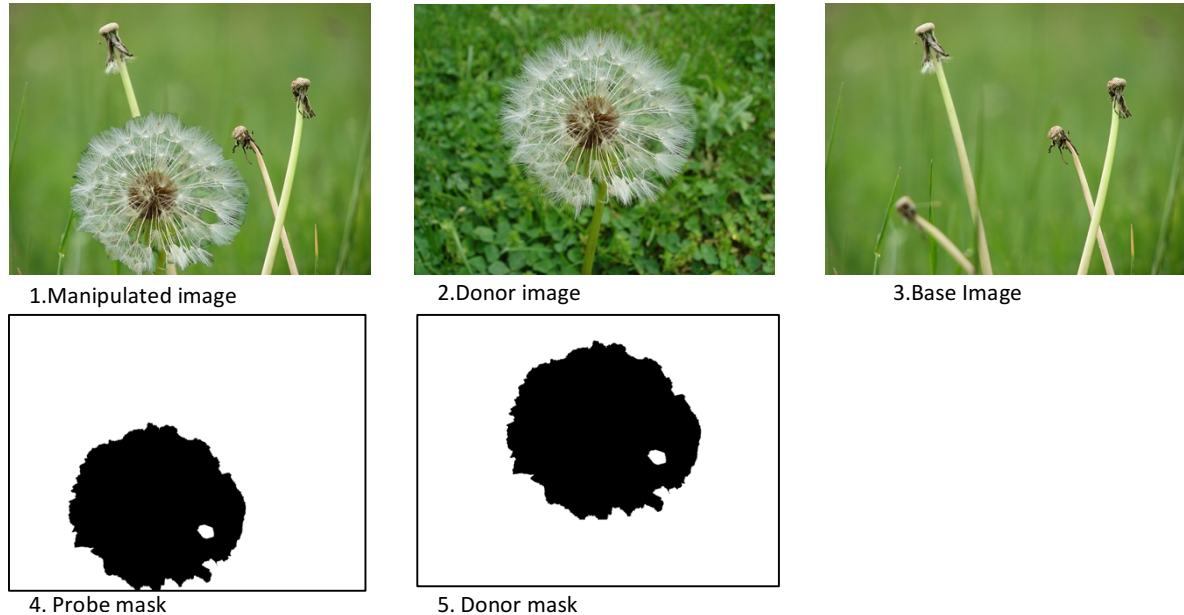 1.Manipulated image
2.Donor image
3.Base Image
4. Probe mask
5. Donor mask